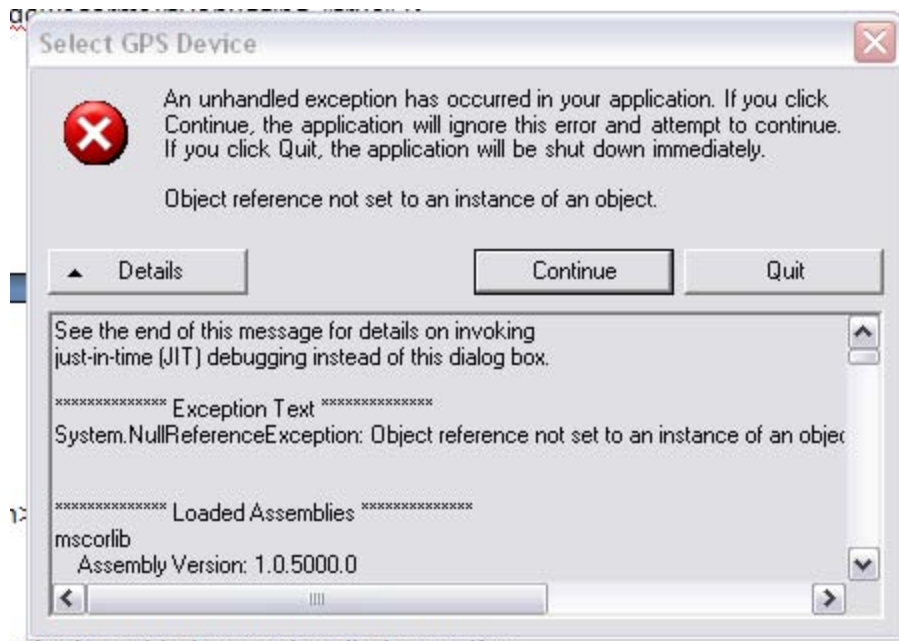 Select GPS Device
An unhandled exception has occurred in your application. If you click
Continue, the application will ignore this error and attempt to continue.
If you click Quit, the application will be shut down immediately.
Object reference not set to an instance of an object.
Details
Continue
Quit
See the end of this message for details on invoking
just-in-time (JIT) debugging instead of this dialog box.
************** Exception Text **************
System.NullReferenceException: Object reference not set to an instance of an objec
************** Loaded Assemblies **************
mscorlib
Assembly Version: 1.0.5000.0